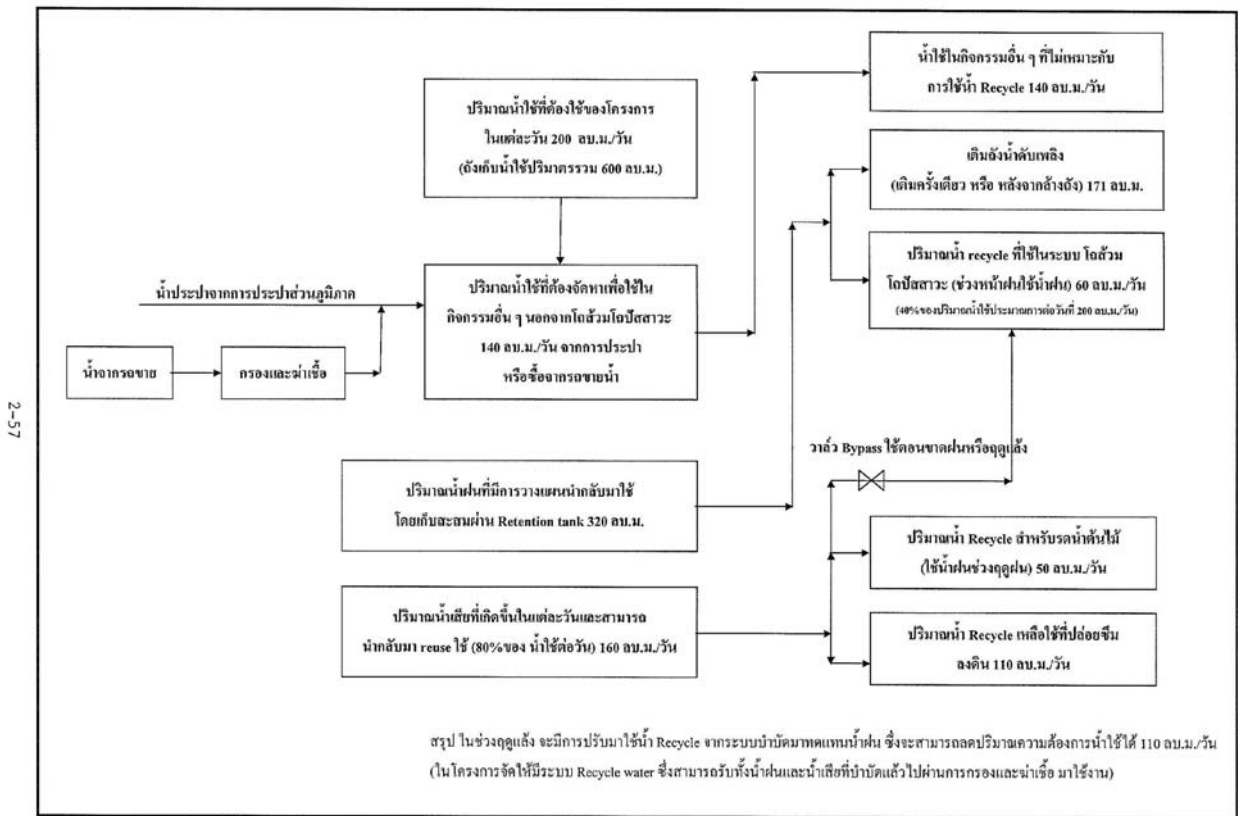 น้ำใช้ในกิจกรรมอื่น ๆ ที่ไม่เหมาะกับ
การใช้น้ำ Recycle 140 ลบ.ม./วัน
ปริมาณน้ำใช้ที่ต้องใช้ของโครงการ
ในแต่ละวัน 200 ลบ.ม./วัน
(ถังเก็บน้ำใช้ปริมาตรรวม 600 ลบ.ม.)
เติมถังน้ำดับเพลิง
(เติมครั้งเดียว หรือ หลังจากล้างถัง) 171 ลบ.ม.
ปริมาณน้ำ recycle ที่ใช้ในระบบ โถส้วม
โถปัสสาวะ (ช่วงหน้าฝนใช้น้ำฝน) 60 ลบ.ม./วัน
(40%ของปริมาณน้ำใช้ประมาณการต่อวันที่ 200 ลบ.ม./วัน)
น้ำประปาจากการประปาส่วนภูมิภาค
ปริมาณน้ำใช้ที่ต้องจัดหาเพื่อใช้ใน
กิจกรรมอื่น ๆ นอกจากโถส้วมโถปัสสาวะ
140 ลบ.ม./วัน จากการประปา
หรือซื้อจากรถขายน้ำ
น้ำจากรถขาย
กรองและฆ่าเชื้อ
2-57
วาล์ว Bypass ใช้ตอนขาดฝนหรือฤดูแล้ง
ปริมาณน้ำฝนที่มีการวางแผนนำกลับมาใช้
โดยเก็บสะสมผ่าน Retention tank 320 ลบ.ม.
ปริมาณน้ำ Recycle สำหรับรดน้ำต้นไม้
(ใช้น้ำฝนช่วงฤดูฝน) 50 ลบ.ม./วัน
ปริมาณน้ำเสียที่เกิดขึ้นในแต่ละวันและสามารถ
นำกลับมา reuse ใช้ (80%ของ น้ำใช้ต่อวัน) 160 ลบ.ม./วัน
ปริมาณน้ำ Recycle เหลือใช้ที่ปล่อยซึม
ลงดิน 110 ลบ.ม./วัน
สรุป ในช่วงฤดูแล้ง จะมีการปรับมาใช้น้ำ Recycle จากระบบบำบัดมาทดแทนน้ำฝน ซึ่งจะสามารถลดปริมาณความต้องการน้ำใช้ได้ 110 ลบ.ม./วัน
(ในโครงการจัดให้มีระบบ Recycle water ซึ่งสามารถรับทั้งน้ำฝนและน้ำเสียที่บำบัดแล้วไปผ่านการกรองและฆ่าเชื้อ มาใช้งาน)